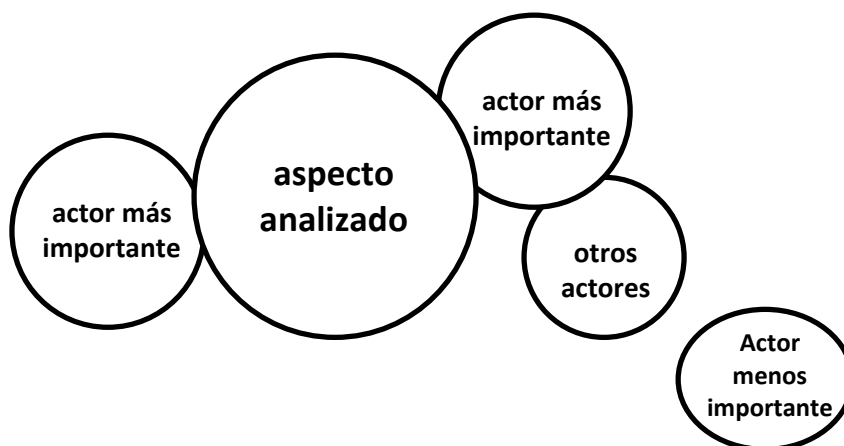 actor más
importante
aspecto
analizado
actor más
importante
otros
actores
Actor
menos
importante